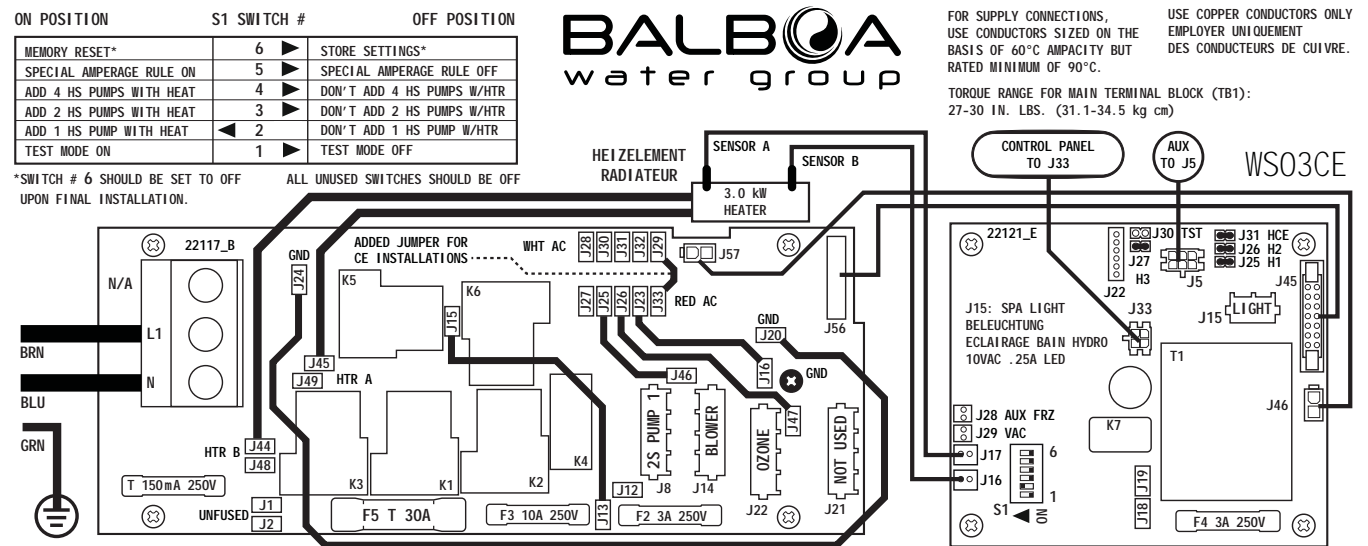 ON POSITION S1 SWITCH # OFF POSITION
MEMORY RESET* 6 STORE SETTINGS*
SPECIAL AMPERAGE RULE ON 5 SPECIAL AMPERAGE RULE OFF
ADD 4 HS PUMPS WITH HEAT 4 DON'T ADD 4 HS PUMPS W/HTR
ADD 2 HS PUMPS WITH HEAT 3 DON'T ADD 2 HS PUMPS W/HTR
ADD 1 HS PUMP WITH HEAT 2 DON'T ADD 1 HS PUMP W/HTR
TEST MODE ON 1 TEST MODE OFF
*SWITCH # 6 SHOULD BE SET TO OFF
UPON FINAL INSTALLATION.
ALL UNUSED SWITCHES SHOULD BE OFF
BALBOA
water group
FOR SUPPLY CONNECTIONS,
USE CONDUCTORS SIZED ON THE
BASIS OF 60°C AMPACITY BUT
RATED MINIMUM OF 90°C.
USE COPPER CONDUCTORS ONLY
EMPLOYER UNIQUEMENT
DES CONDUCTEURS DE CUIVRE.
TORQUE RANGE FOR MAIN TERMINAL BLOCK (TB1):
27-30 IN. LBS. (31.1-34.5 kg cm)
HEIZELEMENT
RADIATEUR
SENSOR A
SENSOR B
3.0 kW
HEATER
CONTROL PANEL
TO J33
AUX
TO J5
WS03CE
22117_B
N/A
L1
N
BRN
BLU
GRN
GND
J24
ADDED JUMPER FOR
CE INSTALLATIONS
WHT AC
J28
J30
J31
J32
J29
J57
K5
K6
J15
J27
J25
J26
J23
J33
RED AC
J56
GND
J20
J45
J49
HTR A
J16
GND
J46
J47
HTR B
J44
J48
K3
K1
K2
K4
2S PUMP 1
J8
BLOWER
J14
OZONE
J22
NOT USED
J21
T 150mA 250V
UNFUSED
J1
J2
F5 T 30A
F3 10A 250V
J13
J12
F2 3A 250V
22121_E
J30 TST
J27
H3
J22
J5
J31 HCE
J26 H2
J25 H1
J45
J15: SPA LIGHT
BELEUCHTUNG
ECLAIRAGE BAIN HYDRO
10VAC .25A LED
J33
J15
LIGHT
T1
J46
K7
J28 AUX FRZ
J29 VAC
J17
J16
6
1
S1
ON
J19
J18
F4 3A 250V